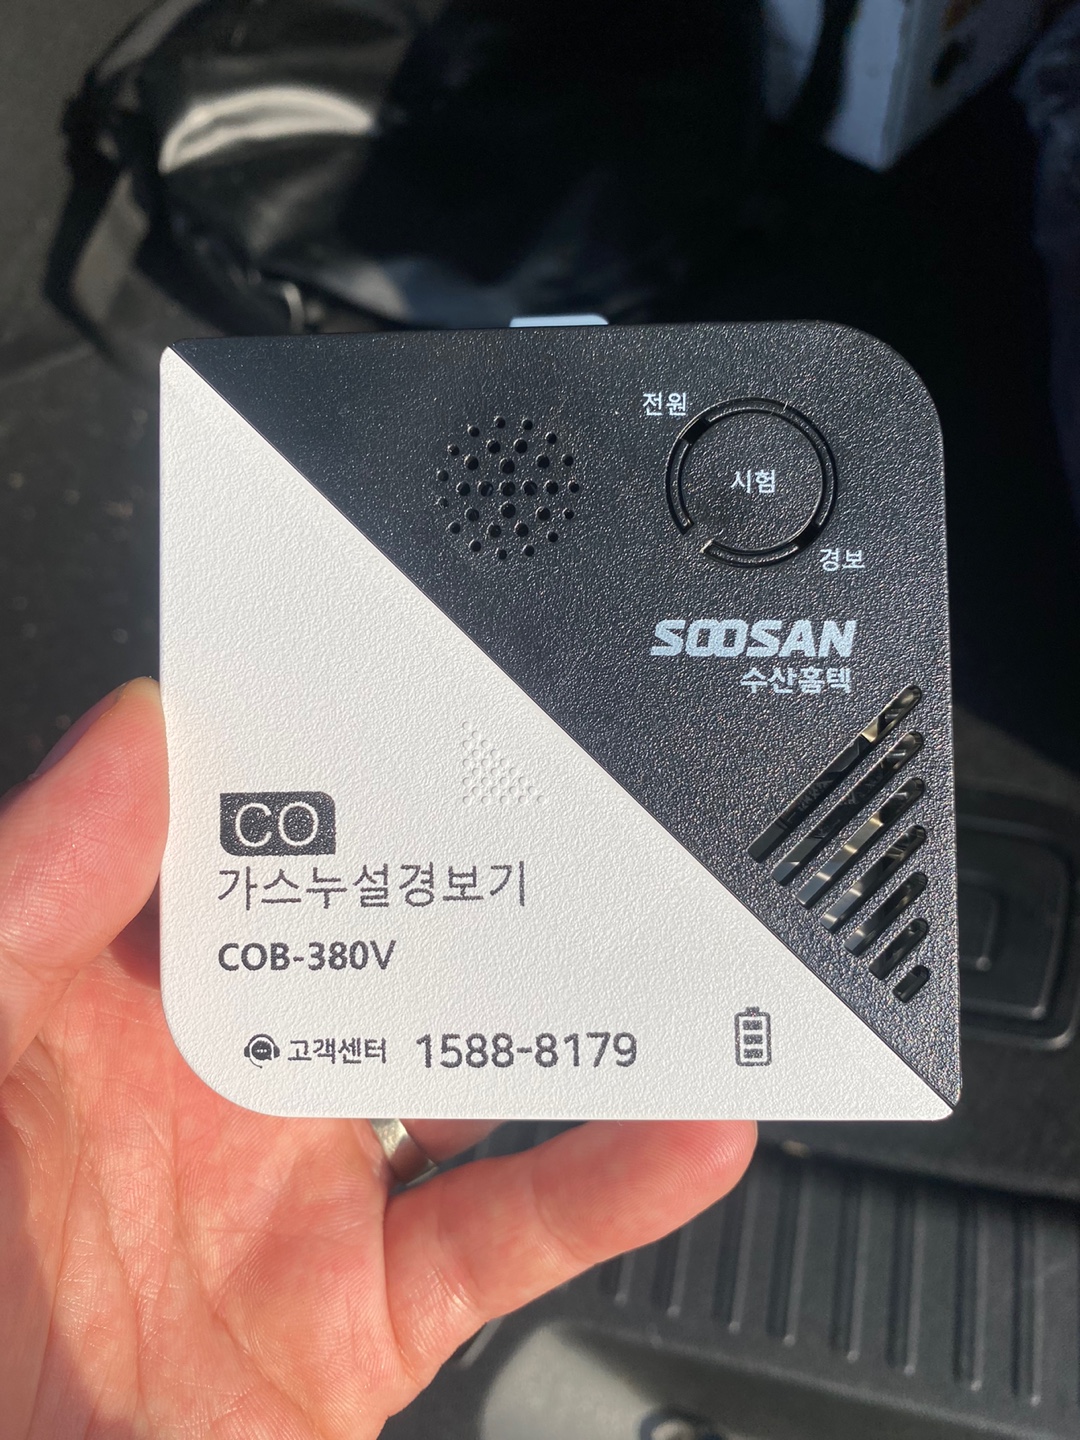 전원
시험
경보
SOOSAN
수산홈텍
CO
가스누설경보기
COB-380V
고객센터 1588-8179